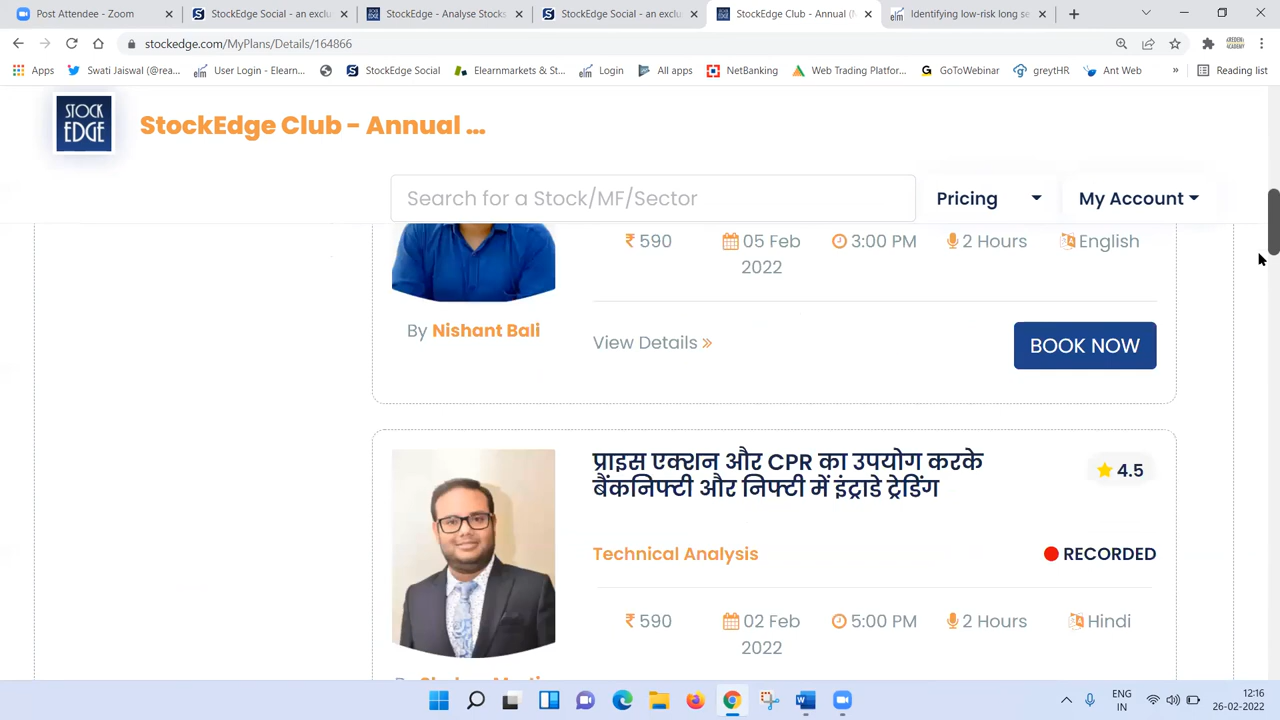 Post Attendee - Zoom
StockEdge Social - an exclu
StockEdge - Analyse Stocks
StockEdge Social - an exclu
StockEdge Club - Annual (N
Identifying low-risk long se
stockedge.com/MyPlans/Details/164866
Apps
Swati Jaiswal (@rea...
User Login - Elearn...
StockEdge Social
Elearnmarkets & St...
Login
All apps
NetBanking
Web Trading Platfor...
GoToWebinar
greytHR
Ant Web
»
Reading list
STOCK
EDGE
StockEdge Club - Annual ...
Search for a Stock/MF/Sector
Pricing
My Account
₹ 590
05 Feb
2022
3:00 PM
2 Hours
English
By Nishant Bali
View Details »
BOOK NOW
प्राइस एक्शन और CPR का उपयोग करके
बैंकनिफ्टी और निफ्टी में इंट्राडे ट्रेडिंग
4.5
Technical Analysis
RECORDED
₹ 590
02 Feb
2022
5:00 PM
2 Hours
Hindi
ENG
IN
12:16
26-02-2022